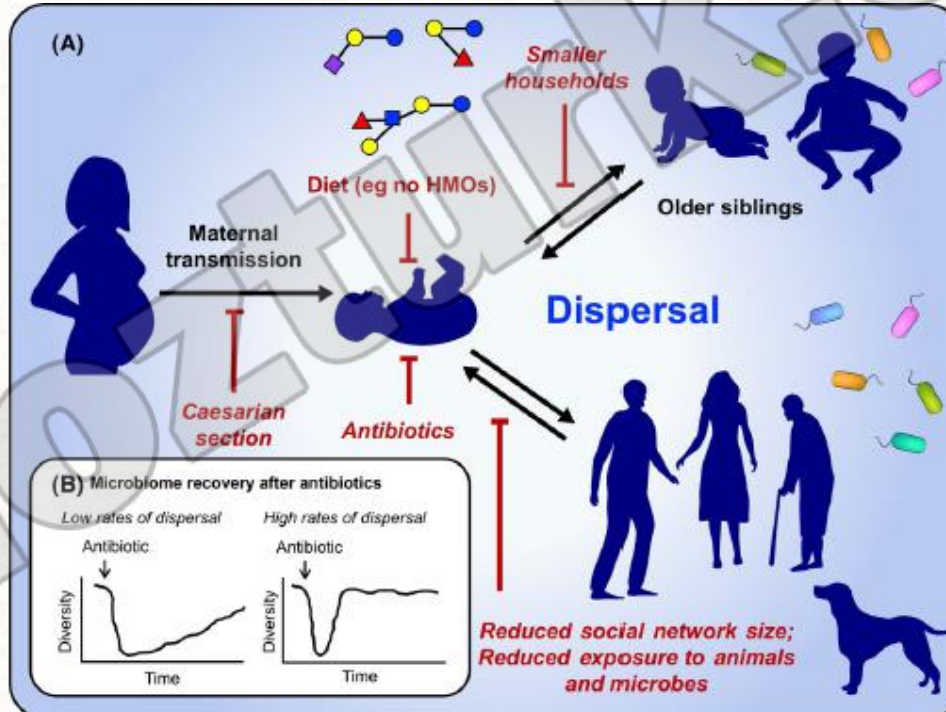 (A)
Smaller
households
Diet (eg no HMOs)
Older siblings
Maternal
transmission
Dispersal
Caesarian
section
Antibiotics
(B) Microbiome recovery after antibiotics
Low rates of dispersal
High rates of dispersal
Antibiotic
Antibiotic
Diversity
Diversity
Time
Time
Reduced social network size;
Reduced exposure to animals
and microbes
ozturk.